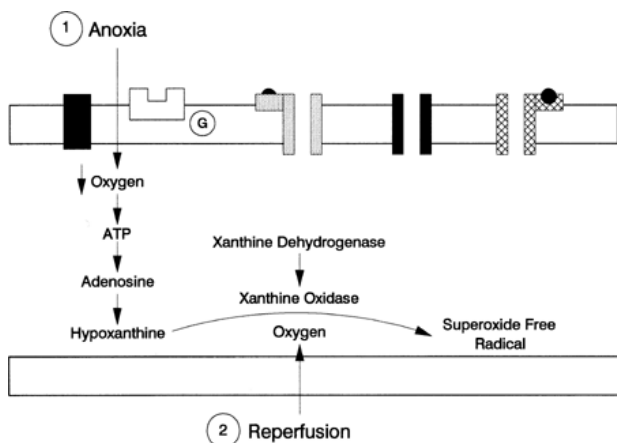 1 Anoxia
G
Oxygen
ATP
Adenosine
Hypoxanthine
Xanthine Dehydrogenase
Xanthine Oxidase
Oxygen
Superoxide Free
Radical
2 Reperfusion